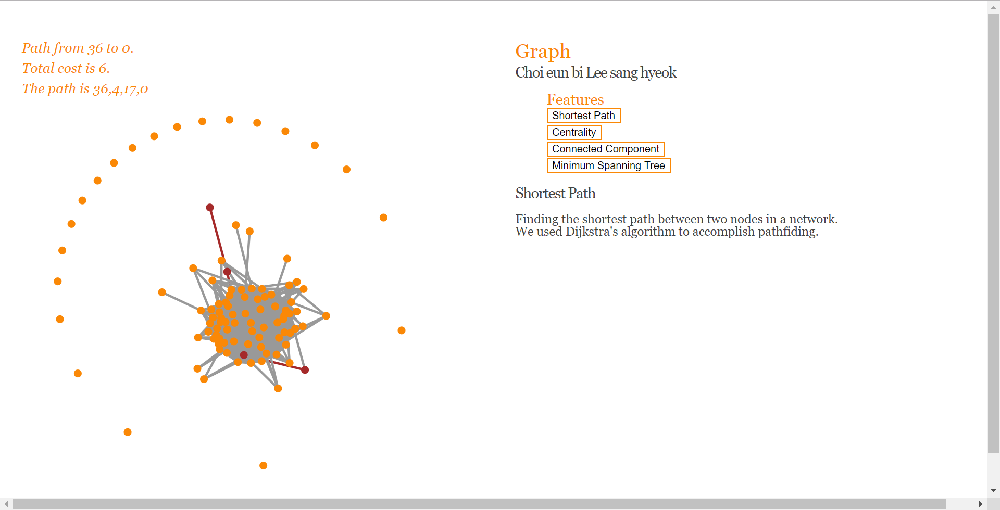 Path from 36 to 0.
Total cost is 6.
The path is 36,4,17,0
Graph
Choi eun bi Lee sang hyeok
Features
Shortest Path
Centrality
Connected Component
Minimum Spanning Tree
Shortest Path
Finding the shortest path between two nodes in a network.
We used Dijkstra's algorithm to accomplish pathfiding.